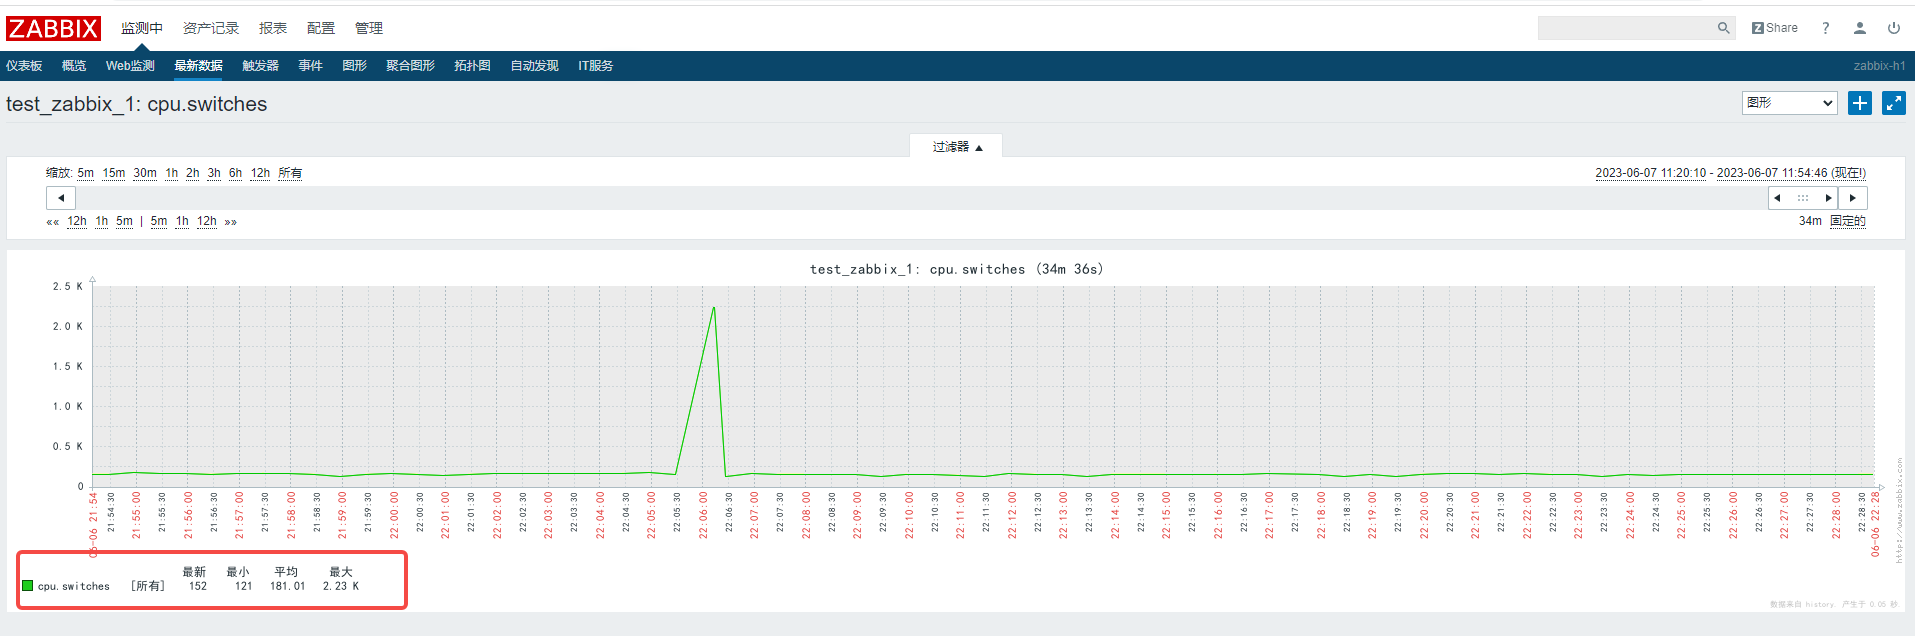 ZABBIX 监测中 资产记录 报表 配置 管理 Z Share ?
仪表板 概览 Web监测 最新数据 触发器 事件 图形 聚合图形 拓扑图 自动发现 IT服务 zabbix-h1
test_zabbix_1: cpu.switches 图形
过滤器 ▲
缩放: 5m 15m 30m 1h 2h 3h 6h 12h 所有 2023-06-07 11:20:10 - 2023-06-07 11:54:46 (现在!)
«« 12h 1h 5m | 5m 1h 12h »» 34m 固定的
test_zabbix_1: cpu.switches (34m 36s)
2.5 K
2.0 K
1.5 K
1.0 K
0.5 K
0
06-06 21:54 21:54:30 21:55:00 21:55:30 21:56:00 21:56:30 21:57:00 21:57:30 21:58:00 21:58:30 21:59:00 21:59:30 22:00:00 22:00:30 22:01:00 22:01:30 22:02:00 22:02:30 22:03:00 22:03:30 22:04:00 22:04:30 22:05:00 22:05:30 22:06:00 22:06:30 22:07:00 22:07:30 22:08:00 22:08:30 22:09:00 22:09:30 22:10:00 22:10:30 22:11:00 22:11:30 22:12:00 22:12:30 22:13:00 22:13:30 22:14:00 22:14:30 22:15:00 22:15:30 22:16:00 22:16:30 22:17:00 22:17:30 22:18:00 22:18:30 22:19:00 22:19:30 22:20:00 22:20:30 22:21:00 22:21:30 22:22:00 22:22:30 22:23:00 22:23:30 22:24:00 22:24:30 22:25:00 22:25:30 22:26:00 22:26:30 22:27:00 22:27:30 22:28:00 22:28:30 06-06 22:28
http://www.zabbix.com
最新 最小 平均 最大
cpu.switches [所有] 152 121 181.01 2.23 K
数据来自 history. 产生于 0.05 秒.